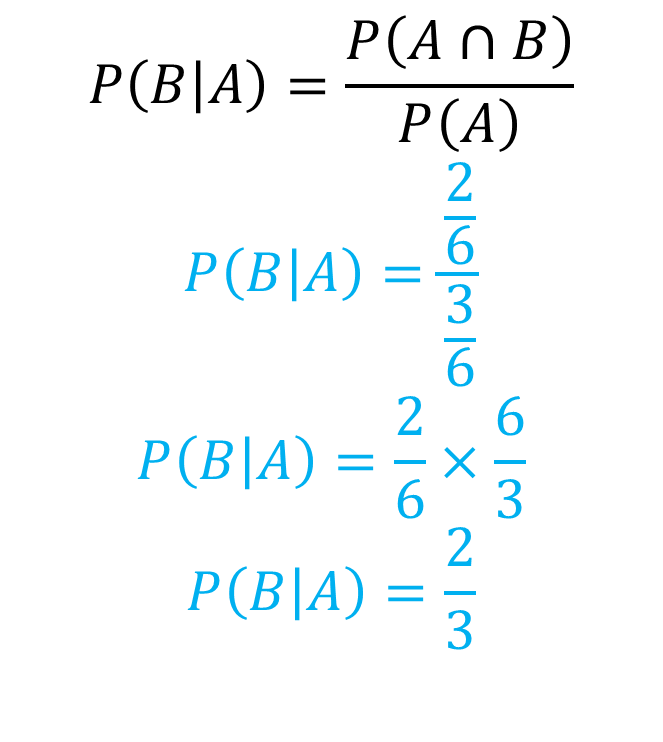 P(B|A) = P(A ∩ B) / P(A)
P(B|A) = (2/6) / (3/6)
P(B|A) = 2/6 × 6/3
P(B|A) = 2/3